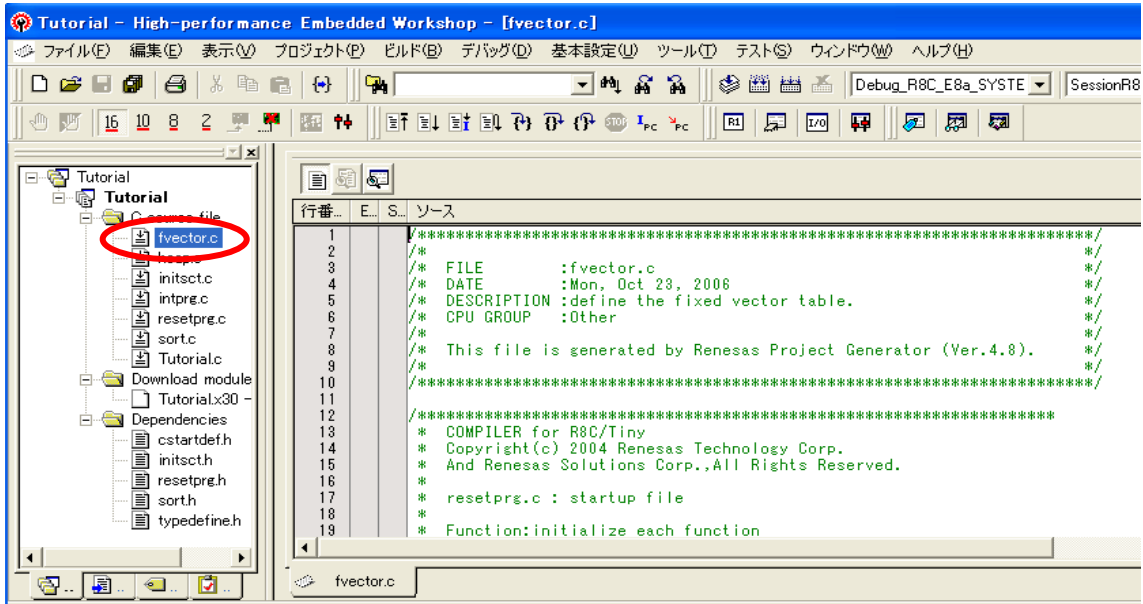 Tutorial - High-performance Embedded Workshop - [fvector.c]
ファイル(F) 編集(E) 表示(V) プロジェクト(P) ビルド(B) デバッグ(D) 基本設定(U) ツール(T) テスト(S) ウィンドウ(W) ヘルプ(H)
Debug_R8C_E8a_SYSTE SessionR8
16 10 8 2 STOP PC PC R1 I/O
Tutorial
Tutorial
C source file
fvector.c
heap.c
initsct.c
intprg.c
resetprg.c
sort.c
Tutorial.c
Download module
Tutorial.x30 -
Dependencies
cstartdef.h
initsct.h
resetprg.h
sort.h
typedefine.h
行番... E... S... ソース
1 /***********************************************************************/
2 /* */
3 /* FILE :fvector.c */
4 /* DATE :Mon, Oct 23, 2006 */
5 /* DESCRIPTION :define the fixed vector table. */
6 /* CPU GROUP :Other */
7 /* */
8 /* This file is generated by Renesas Project Generator (Ver.4.8). */
9 /* */
10 /***********************************************************************/
11
12 /*******************************************************************
13 * COMPILER for R8C/Tiny
14 * Copyright(c) 2004 Renesas Technology Corp.
15 * And Renesas Solutions Corp.,All Rights Reserved.
16 *
17 * resetprg.c : startup file
18 *
19 * Function:initialize each function
fvector.c